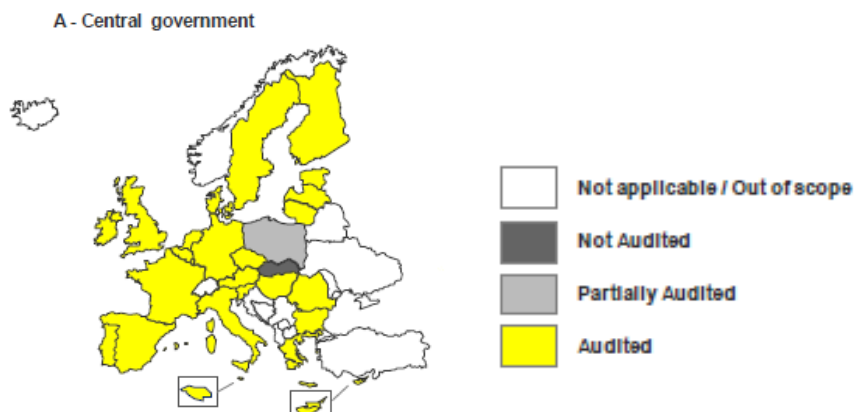 A - Central government
Not applicable / Out of scope
Not Audited
Partially Audited
Audited